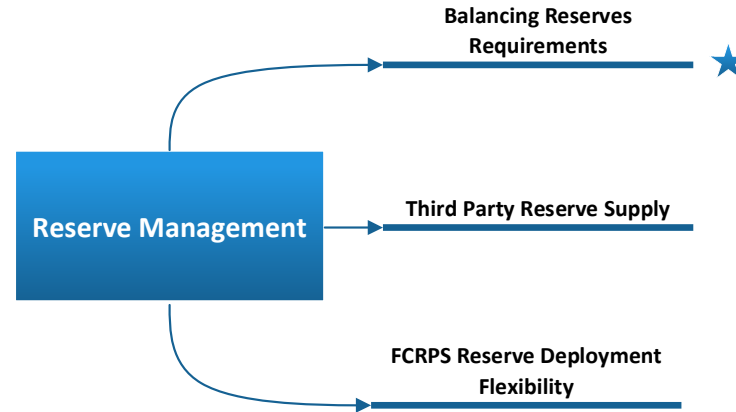 Balancing Reserves
Requirements
Reserve Management
Third Party Reserve Supply
FCRPS Reserve Deployment
Flexibility